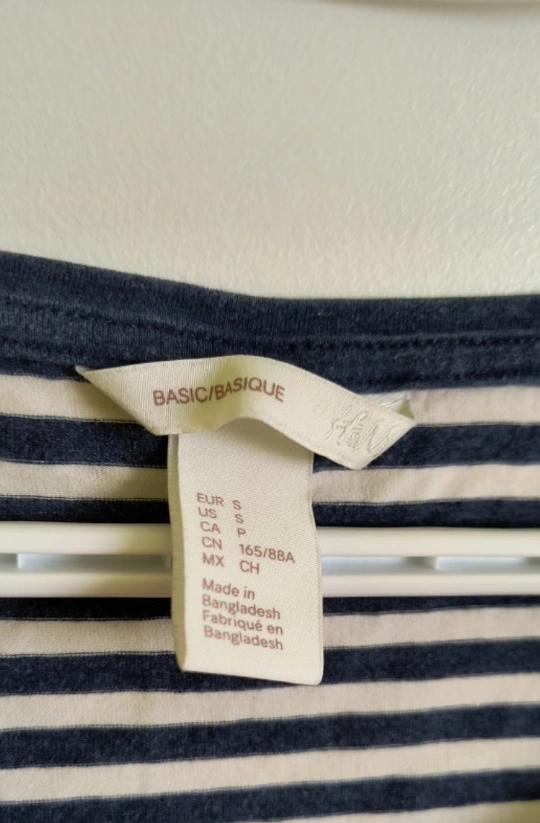 BASIC/BASIQUE
H&M
EUR S
US S
CA P
CN 165/88A
MX CH
Made in
Bangladesh
Fabriqué en
Bangladesh